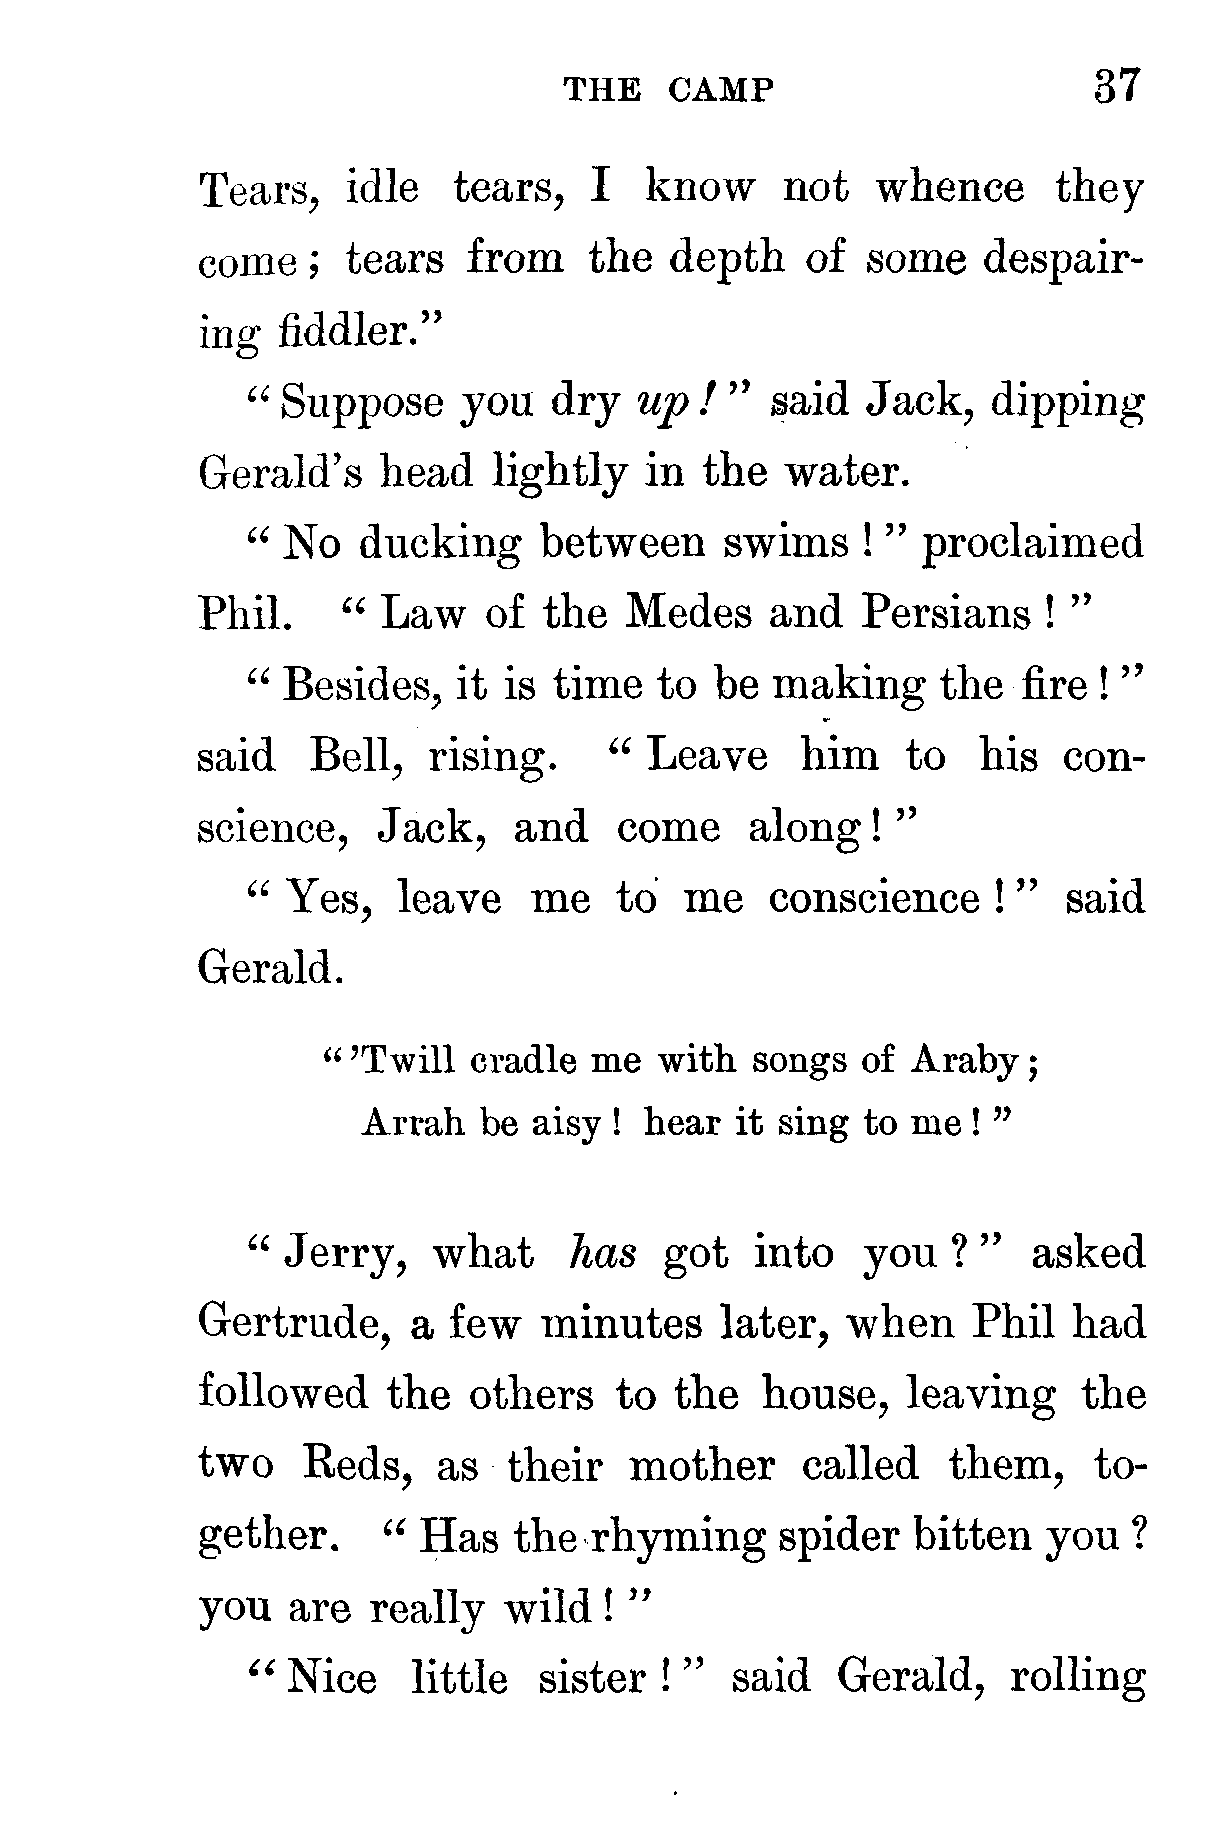 THE CAMP 37
Tears, idle tears, I know not whence they
come; tears from the depth of some despair-
ing fiddler."
"Suppose you dry up!" said Jack, dipping
Gerald's head lightly in the water.
"No ducking between swims!" proclaimed
Phil. "Law of the Medes and Persians!"
"Besides, it is time to be making the fire!"
said Bell, rising. "Leave him to his con-
science, Jack, and come along!"
"Yes, leave me to me conscience!" said
Gerald.
"'Twill cradle me with songs of Araby;
Arrah be aisy! hear it sing to me!"
"Jerry, what has got into you?" asked
Gertrude, a few minutes later, when Phil had
followed the others to the house, leaving the
two Reds, as their mother called them, to-
gether. "Has the rhyming spider bitten you?
you are really wild!"
"Nice little sister!" said Gerald, rolling